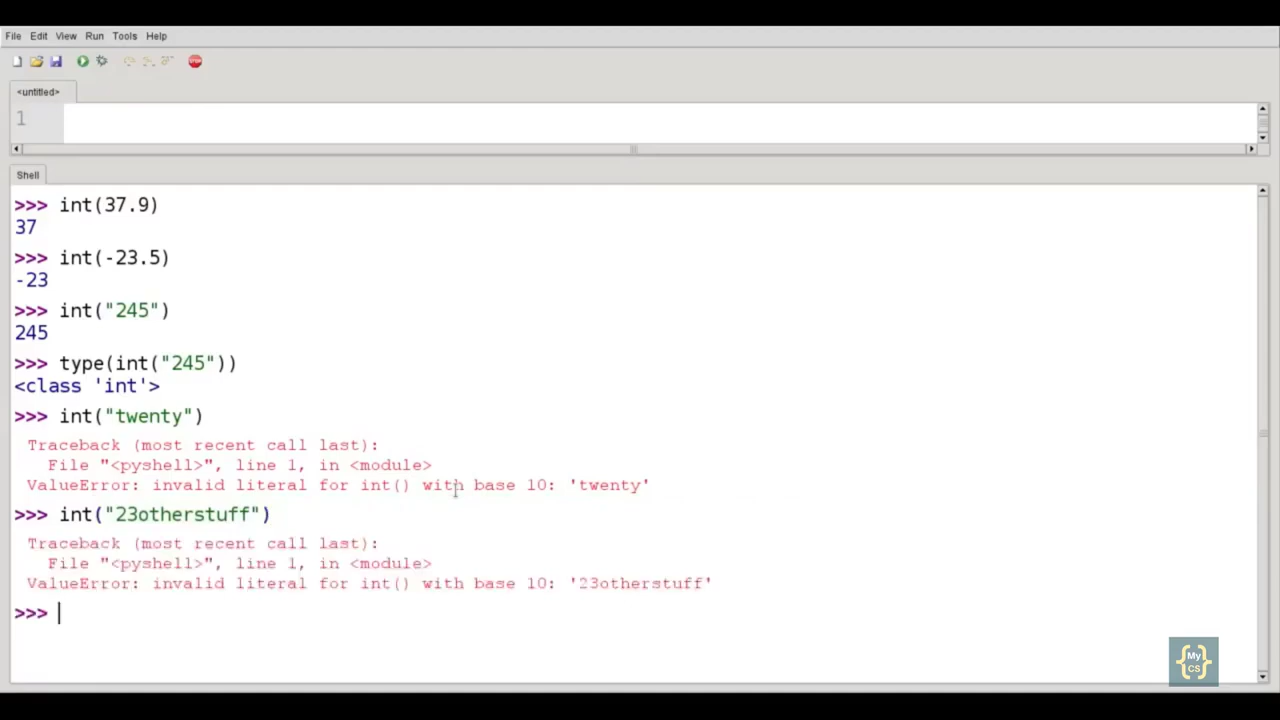 File Edit View Run Tools Help
<untitled>
1
Shell
>>> int(37.9)
37
>>> int(-23.5)
-23
>>> int("245")
245
>>> type(int("245"))
<class 'int'>
>>> int("twenty")
Traceback (most recent call last):
File "<pyshell>", line 1, in <module>
ValueError: invalid literal for int() with base 10: 'twenty'
>>> int("23otherstuff")
Traceback (most recent call last):
File "<pyshell>", line 1, in <module>
ValueError: invalid literal for int() with base 10: '23otherstuff'
>>>
{My CS}